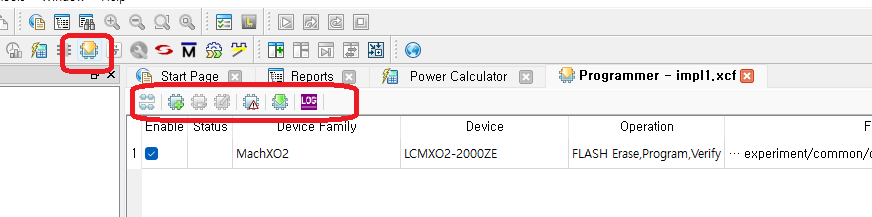 Help
Start Page Reports Power Calculator Programmer - impl1.xcf
LOG
Enable Status Device Family Device Operation F
1 MachXO2 LCMXO2-2000ZE FLASH Erase,Program,Verify ··· experiment/common/c